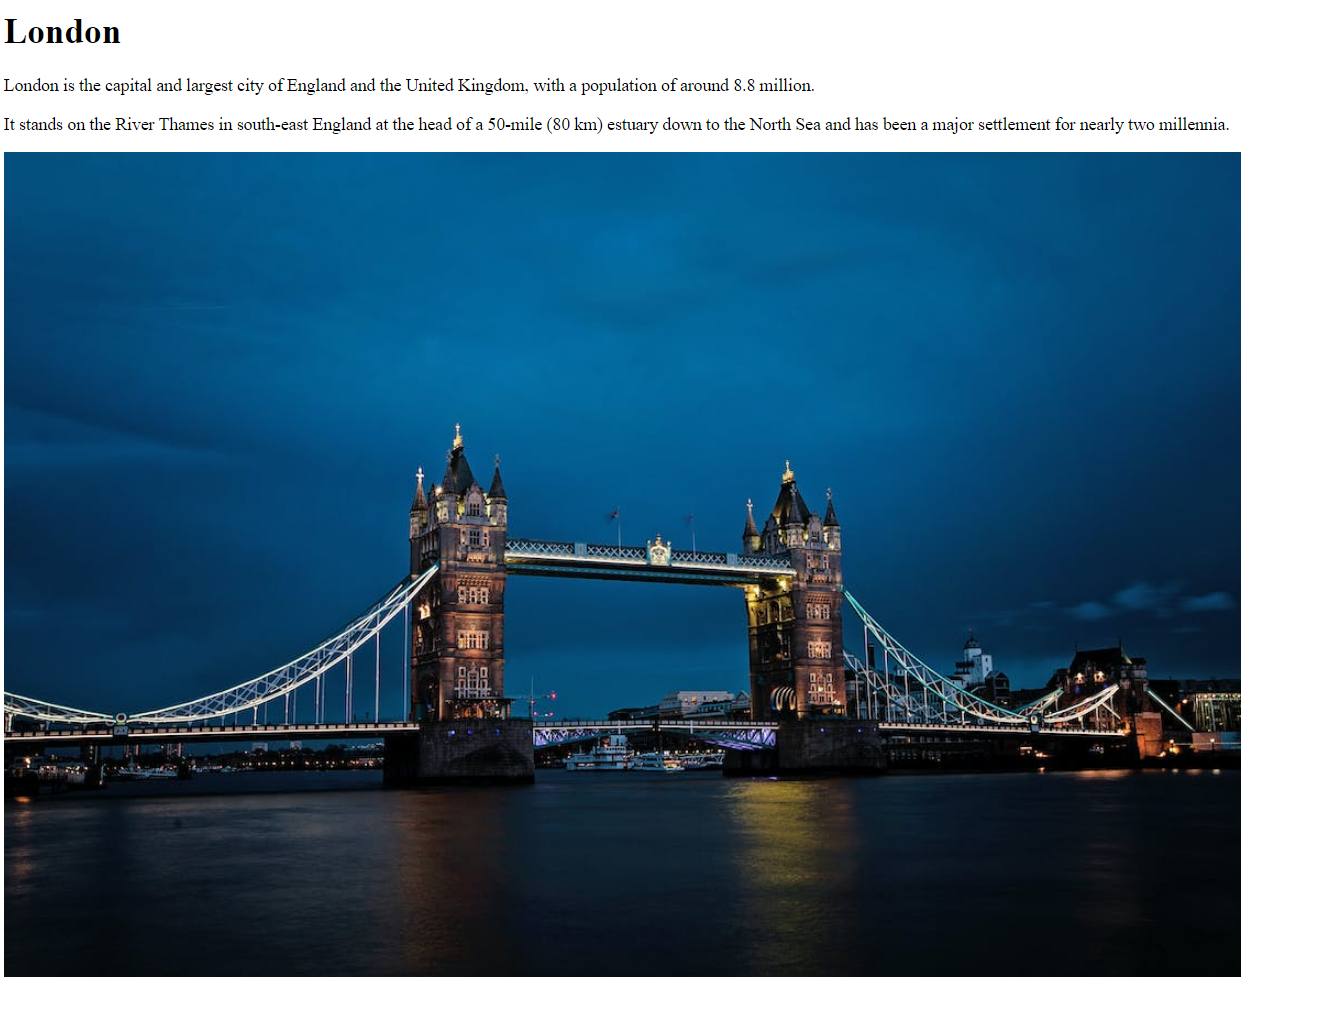 London
London is the capital and largest city of England and the United Kingdom, with a population of around 8.8 million.
It stands on the River Thames in south-east England at the head of a 50-mile (80 km) estuary down to the North Sea and has been a major settlement for nearly two millennia.